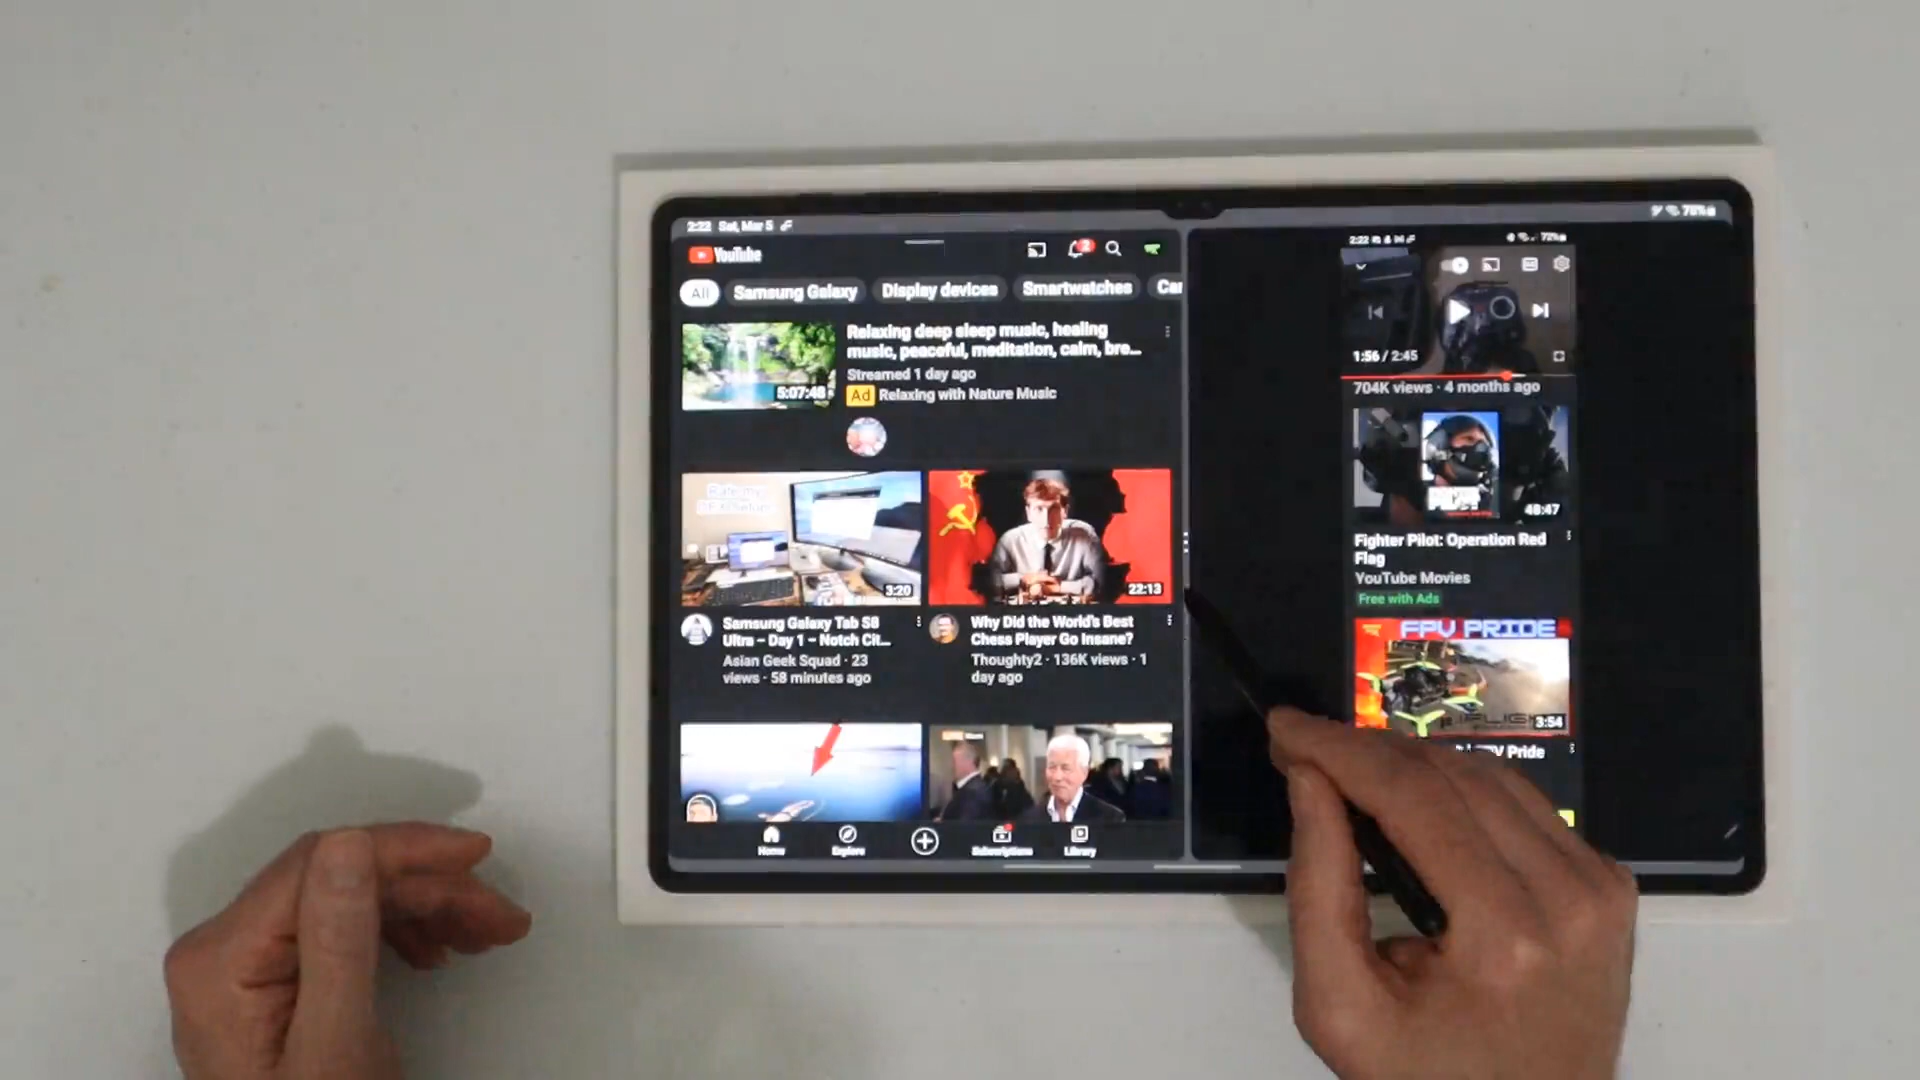 2:22 Sat, Mar 5
YouTube
2
All
Samsung Galaxy
Display devices
Smartwatches
Relaxing deep sleep music, healing
music, peaceful, meditation, calm, bre...
Streamed 1 day ago
Ad Relaxing with Nature Music
5:07:48
3:20
22:13
Samsung Galaxy Tab S8
Ultra – Day 1 – Notch Cit...
Asian Geek Squad · 23
views · 58 minutes ago
Why Did the World's Best
Chess Player Go Insane?
Thoughty2 · 136K views · 1
day ago
Home
Explore
Subscriptions
Library
2:22
1:56 / 2:45
704K views · 4 months ago
48:47
Fighter Pilot: Operation Red
Flag
YouTube Movies
Free with Ads
FPV PRIDE
3:54
Pride